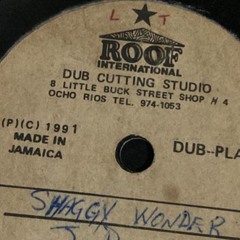 L ★ T
ROOF
INTERNATIONAL
DUB CUTTING STUDIO
8 LITTLE BUCK STREET SHOP # 4
OCHO RIOS TEL. 974-1053
(P)(C) 1991
MADE IN
JAMAICA
DUB-PLA
SHAGGY WONDER